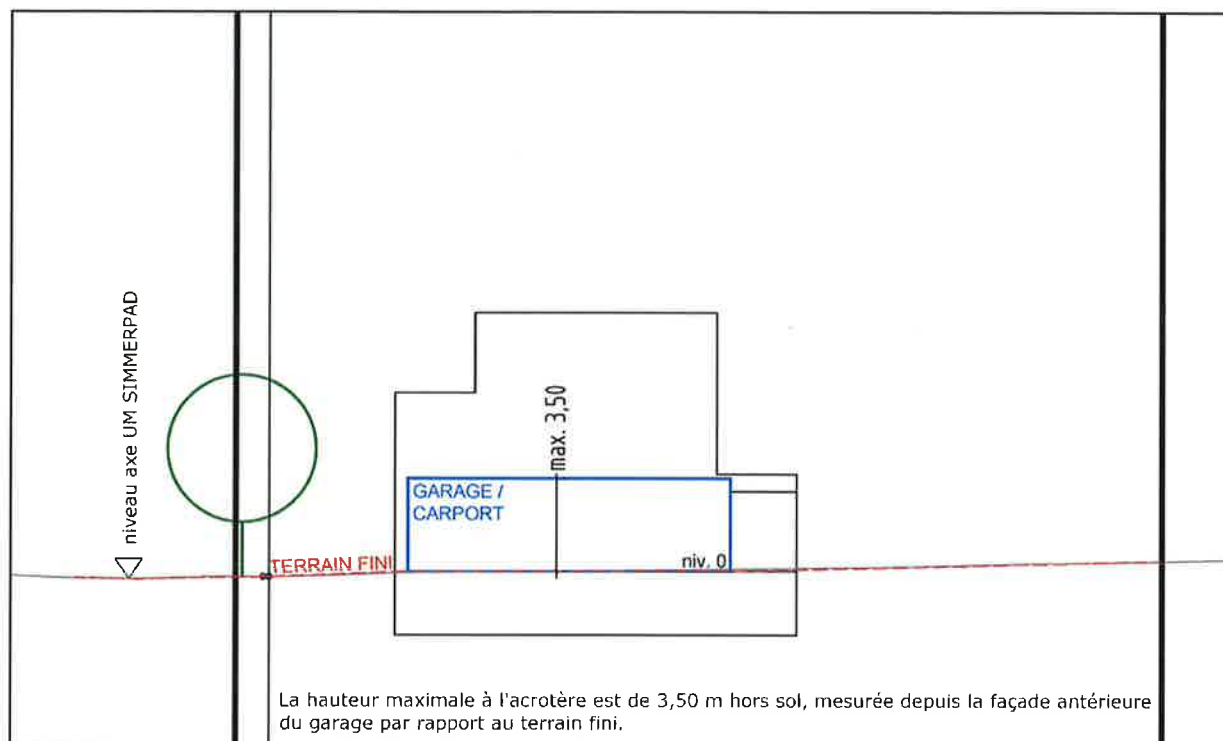 niveau axe UM SIMMERPAD
max. 3,50
GARAGE /
CARPORT
TERRAIN FINI
niv. 0
La hauteur maximale à l'acrotère est de 3,50 m hors sol, mesurée depuis la façade antérieure
du garage par rapport au terrain fini.